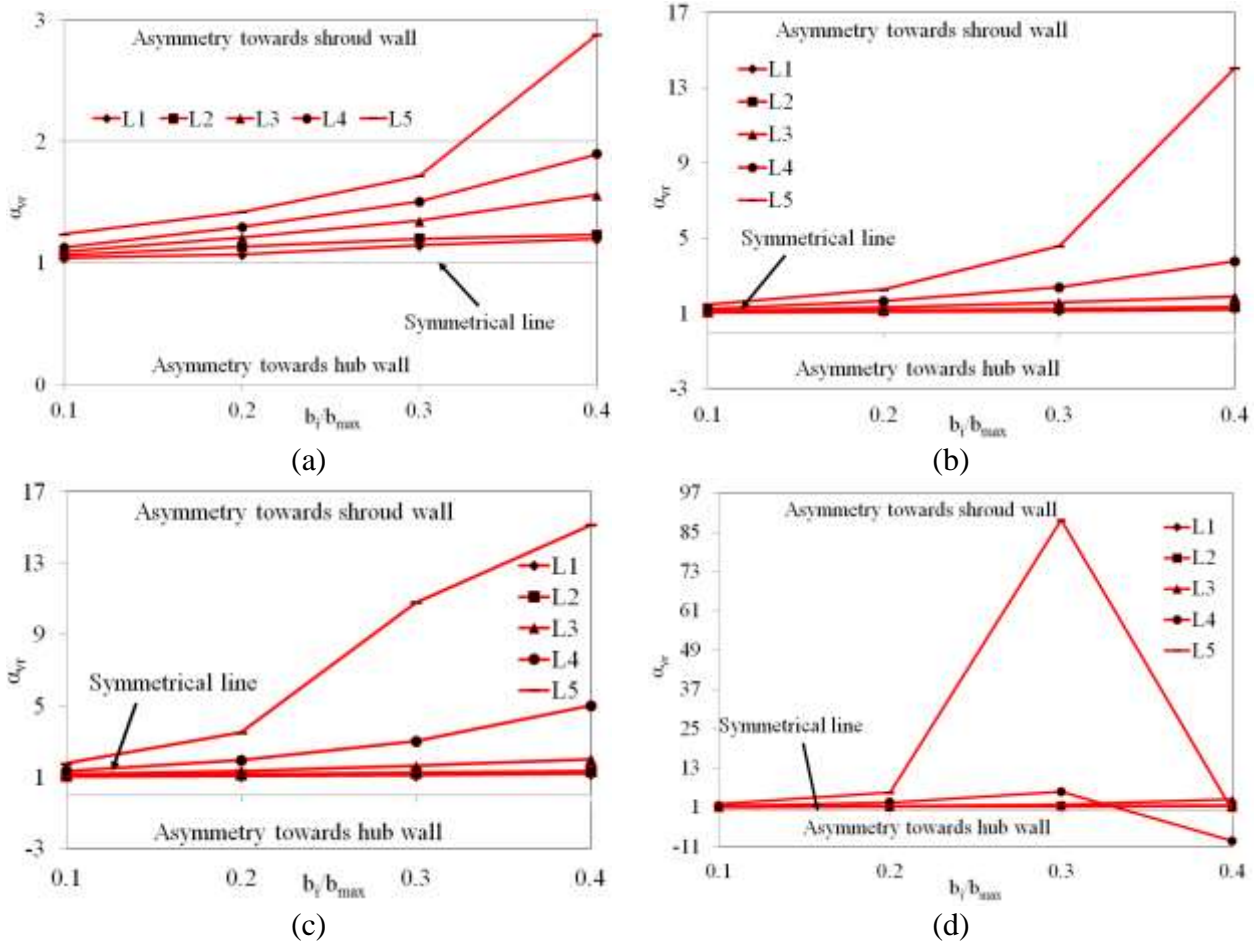 3
Asymmetry towards shroud wall
L1 L2 L3 L4 L5
2
α_vr
1
Symmetrical line
Asymmetry towards hub wall
0
0.1 0.2 0.3 0.4
b_i/b_max
(a)
17
Asymmetry towards shroud wall
L1
13
L2
L3
9
L4
α_vr
L5
5
Symmetrical line
1
Asymmetry towards hub wall
-3
0.1 0.2 0.3 0.4
b_i/b_max
(b)
17
Asymmetry towards shroud wall
13
L1
L2
9
L3
α_vr
L4
Symmetrical line
L5
5
1
Asymmetry towards hub wall
-3
0.1 0.2 0.3 0.4
b_i/b_max
(c)
97
Asymmetry towards shroud wall
85
L1
L2
73
L3
61
L4
L5
49
α_vr
37
25
Symmetrical line
13
1
Asymmetry towards hub wall
-11
0.1 0.2 0.3 0.4
b_i/b_max
(d)